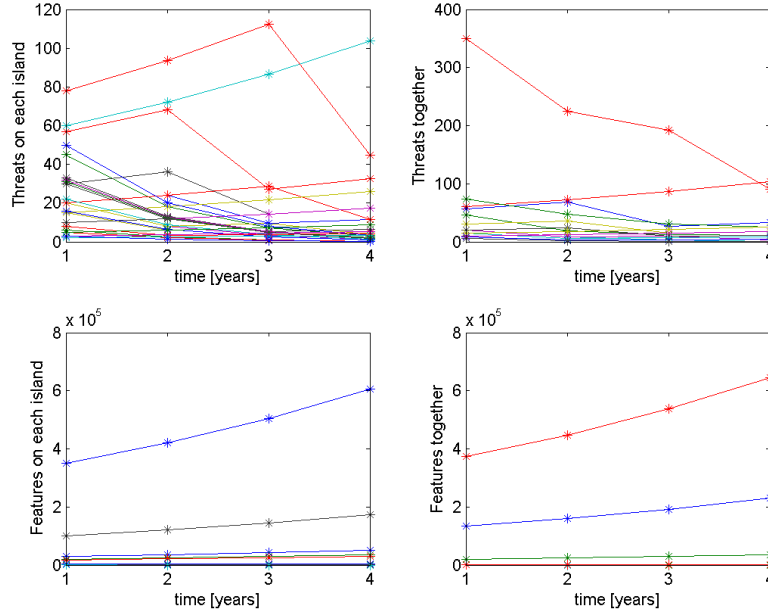 120
100
80
60
40
20
0
Threats on each island
1 2 3 4
time [years]
400
300
200
100
0
Threats together
1 2 3 4
time [years]
x 10^5
8
6
4
2
0
Features on each island
1 2 3 4
time [years]
x 10^5
8
6
4
2
0
Features together
1 2 3 4
time [years]